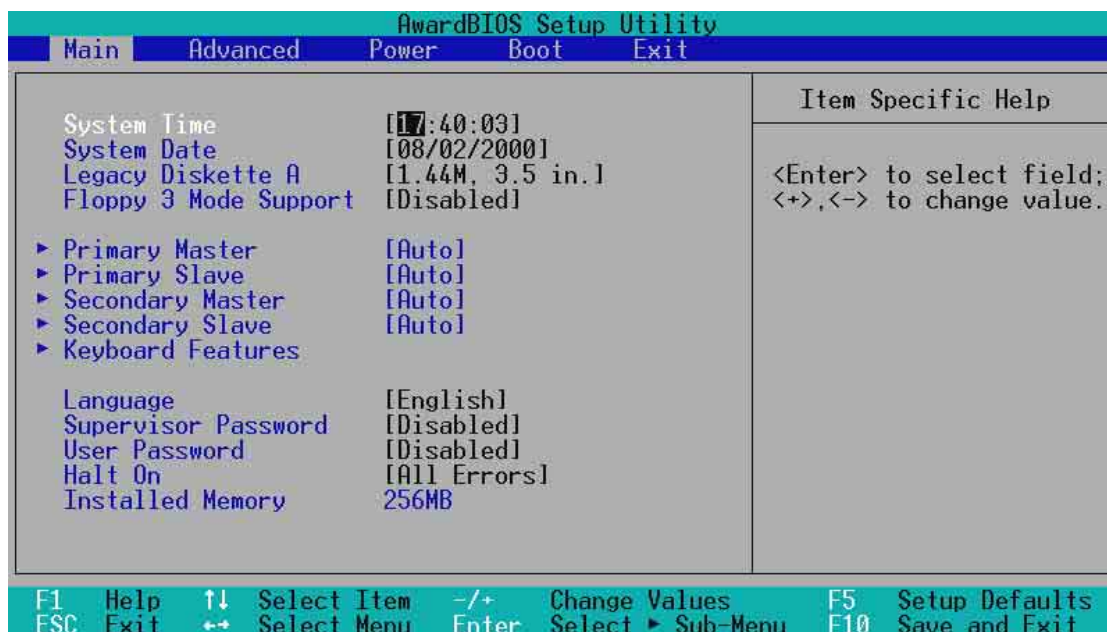 AwardBIOS Setup Utility
Main Advanced Power Boot Exit
Item Specific Help
System Time [17:40:03]
System Date [08/02/2000]
Legacy Diskette A [1.44M, 3.5 in.]
Floppy 3 Mode Support [Disabled]
<Enter> to select field;
<+>,<-> to change value.
▶ Primary Master [Auto]
▶ Primary Slave [Auto]
▶ Secondary Master [Auto]
▶ Secondary Slave [Auto]
▶ Keyboard Features
Language [English]
Supervisor Password [Disabled]
User Password [Disabled]
Halt On [All Errors]
Installed Memory 256MB
F1 Help ↑↓ Select Item -/+ Change Values F5 Setup Defaults
ESC Exit ←→ Select Menu Enter Select ▶ Sub-Menu F10 Save and Exit